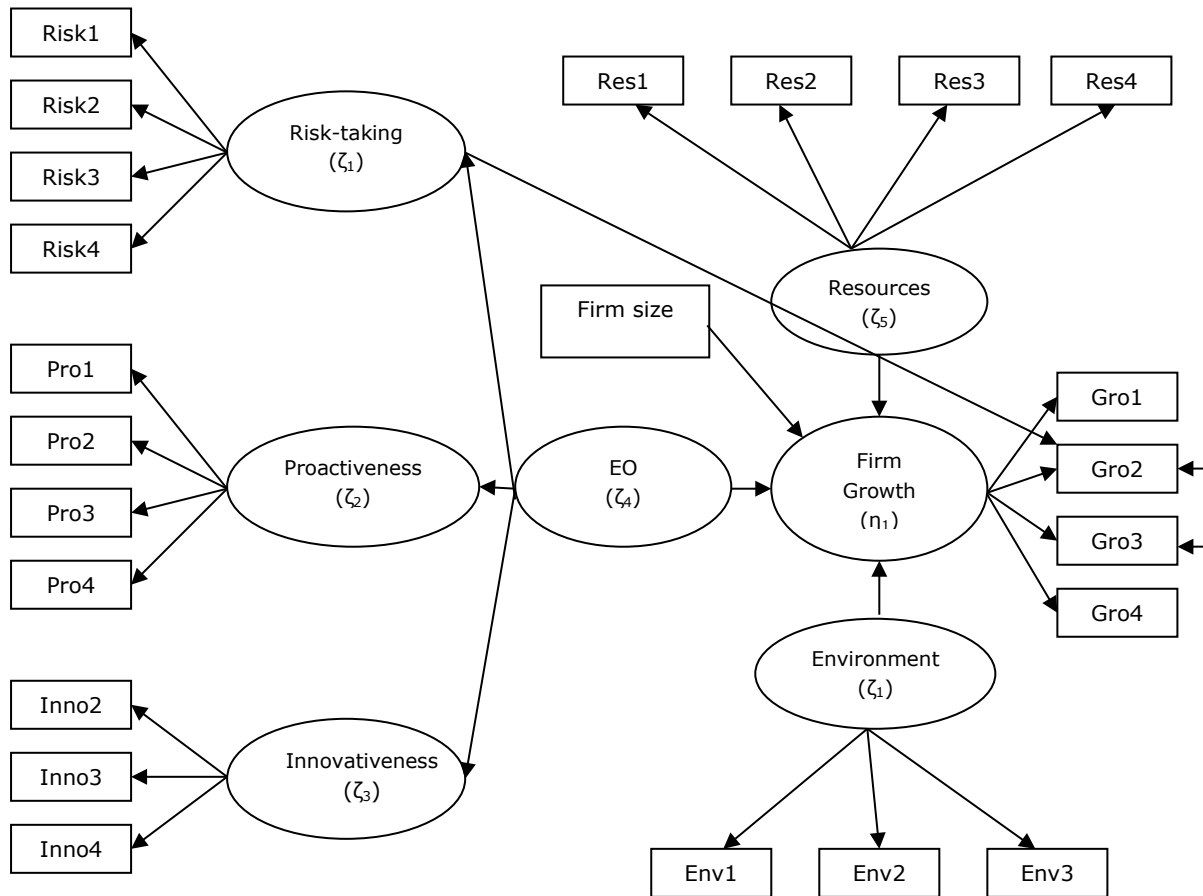 Risk1
Risk2
Risk3
Risk4
Risk-taking
(ζ₁)
Res1
Res2
Res3
Res4
Resources
(ζ₅)
Firm size
Pro1
Pro2
Pro3
Pro4
Proactiveness
(ζ₂)
EO
(ζ₄)
Firm
Growth
(η₁)
Gro1
Gro2
Gro3
Gro4
Environment
(ζ₁)
Inno2
Inno3
Inno4
Innovativeness
(ζ₃)
Env1
Env2
Env3